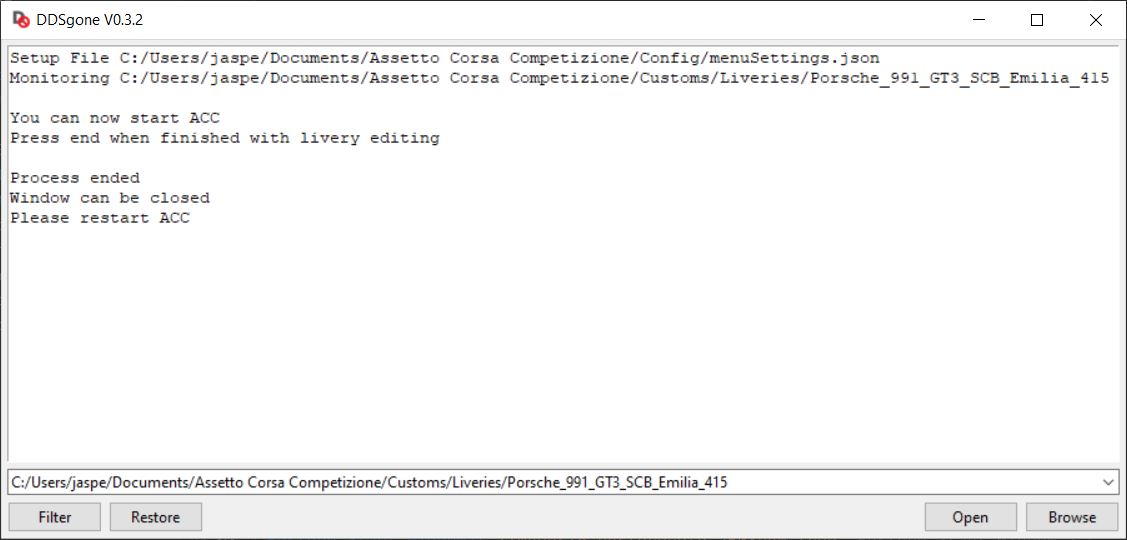 DDSgone V0.3.2
Setup File C:/Users/jaspe/Documents/Assetto Corsa Competizione/Config/menuSettings.json
Monitoring C:/Users/jaspe/Documents/Assetto Corsa Competizione/Customs/Liveries/Porsche_991_GT3_SCB_Emilia_415
You can now start ACC
Press end when finished with livery editing
Process ended
Window can be closed
Please restart ACC
C:/Users/jaspe/Documents/Assetto Corsa Competizione/Customs/Liveries/Porsche_991_GT3_SCB_Emilia_415
Filter Restore Open Browse